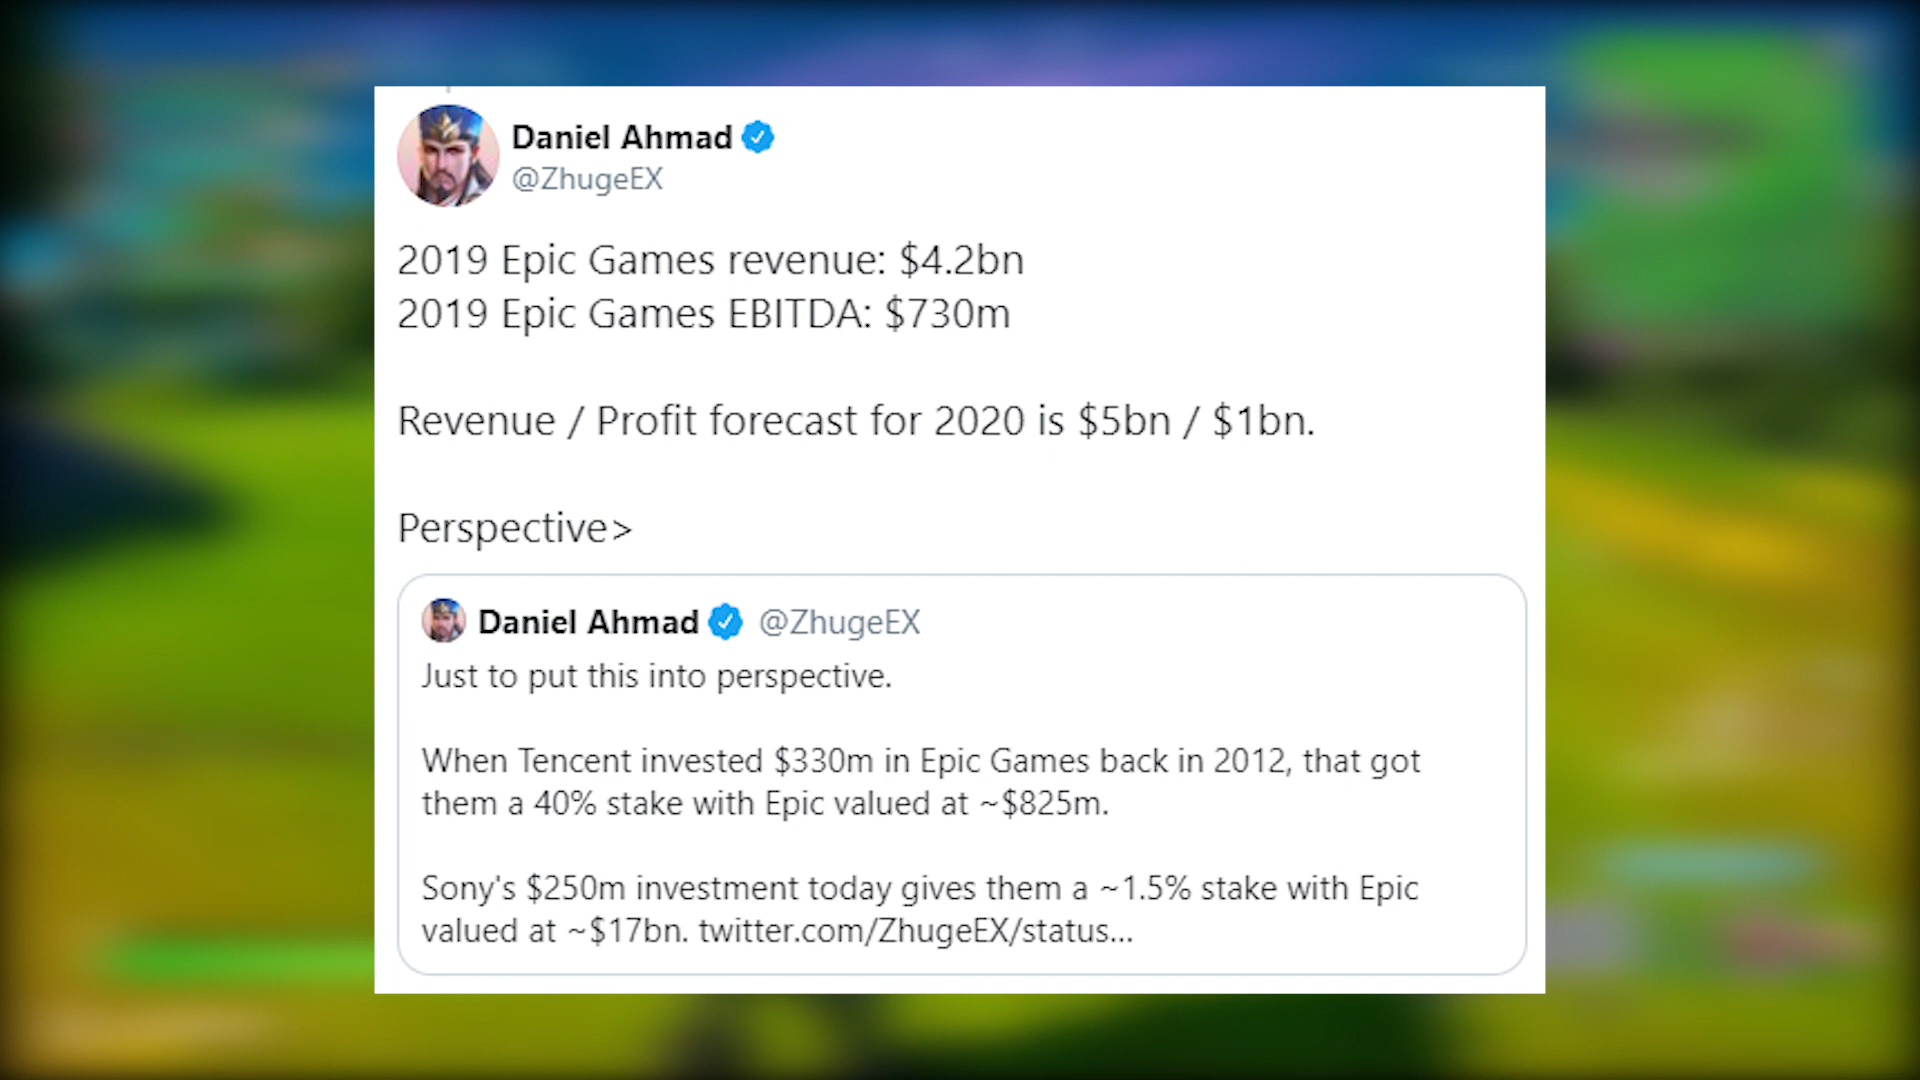 Daniel Ahmad
@ZhugeEX
2019 Epic Games revenue: $4.2bn
2019 Epic Games EBITDA: $730m
Revenue / Profit forecast for 2020 is $5bn / $1bn.
Perspective>
Daniel Ahmad @ZhugeEX
Just to put this into perspective.
When Tencent invested $330m in Epic Games back in 2012, that got
them a 40% stake with Epic valued at ~$825m.
Sony's $250m investment today gives them a ~1.5% stake with Epic
valued at ~$17bn. twitter.com/ZhugeEX/status...